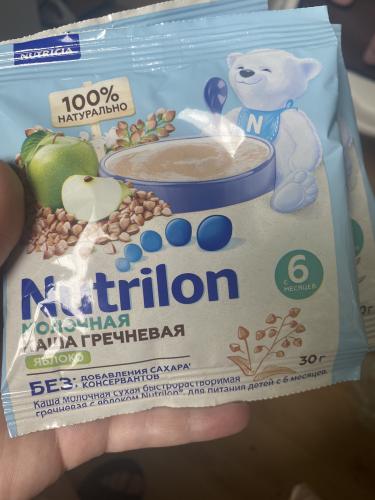 NUTRICIA
100%
НАТУРАЛЬНО
N
Nutrilon
МОЛОЧНАЯ
КАША ГРЕЧНЕВАЯ
ЯБЛОКО
С 6
МЕСЯЦЕВ
30 г
БЕЗ: ДОБАВЛЕНИЯ САХАРА*
КОНСЕРВАНТОВ
Каша молочная сухая быстрорастворимая
гречневая с яблоком Nutrilon®, для питания детей с 6 месяцев.
0 г